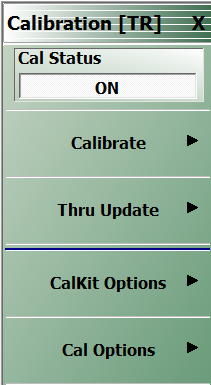 Calibration [TR] X
Cal Status
ON
Calibrate
Thru Update
CalKit Options
Cal Options